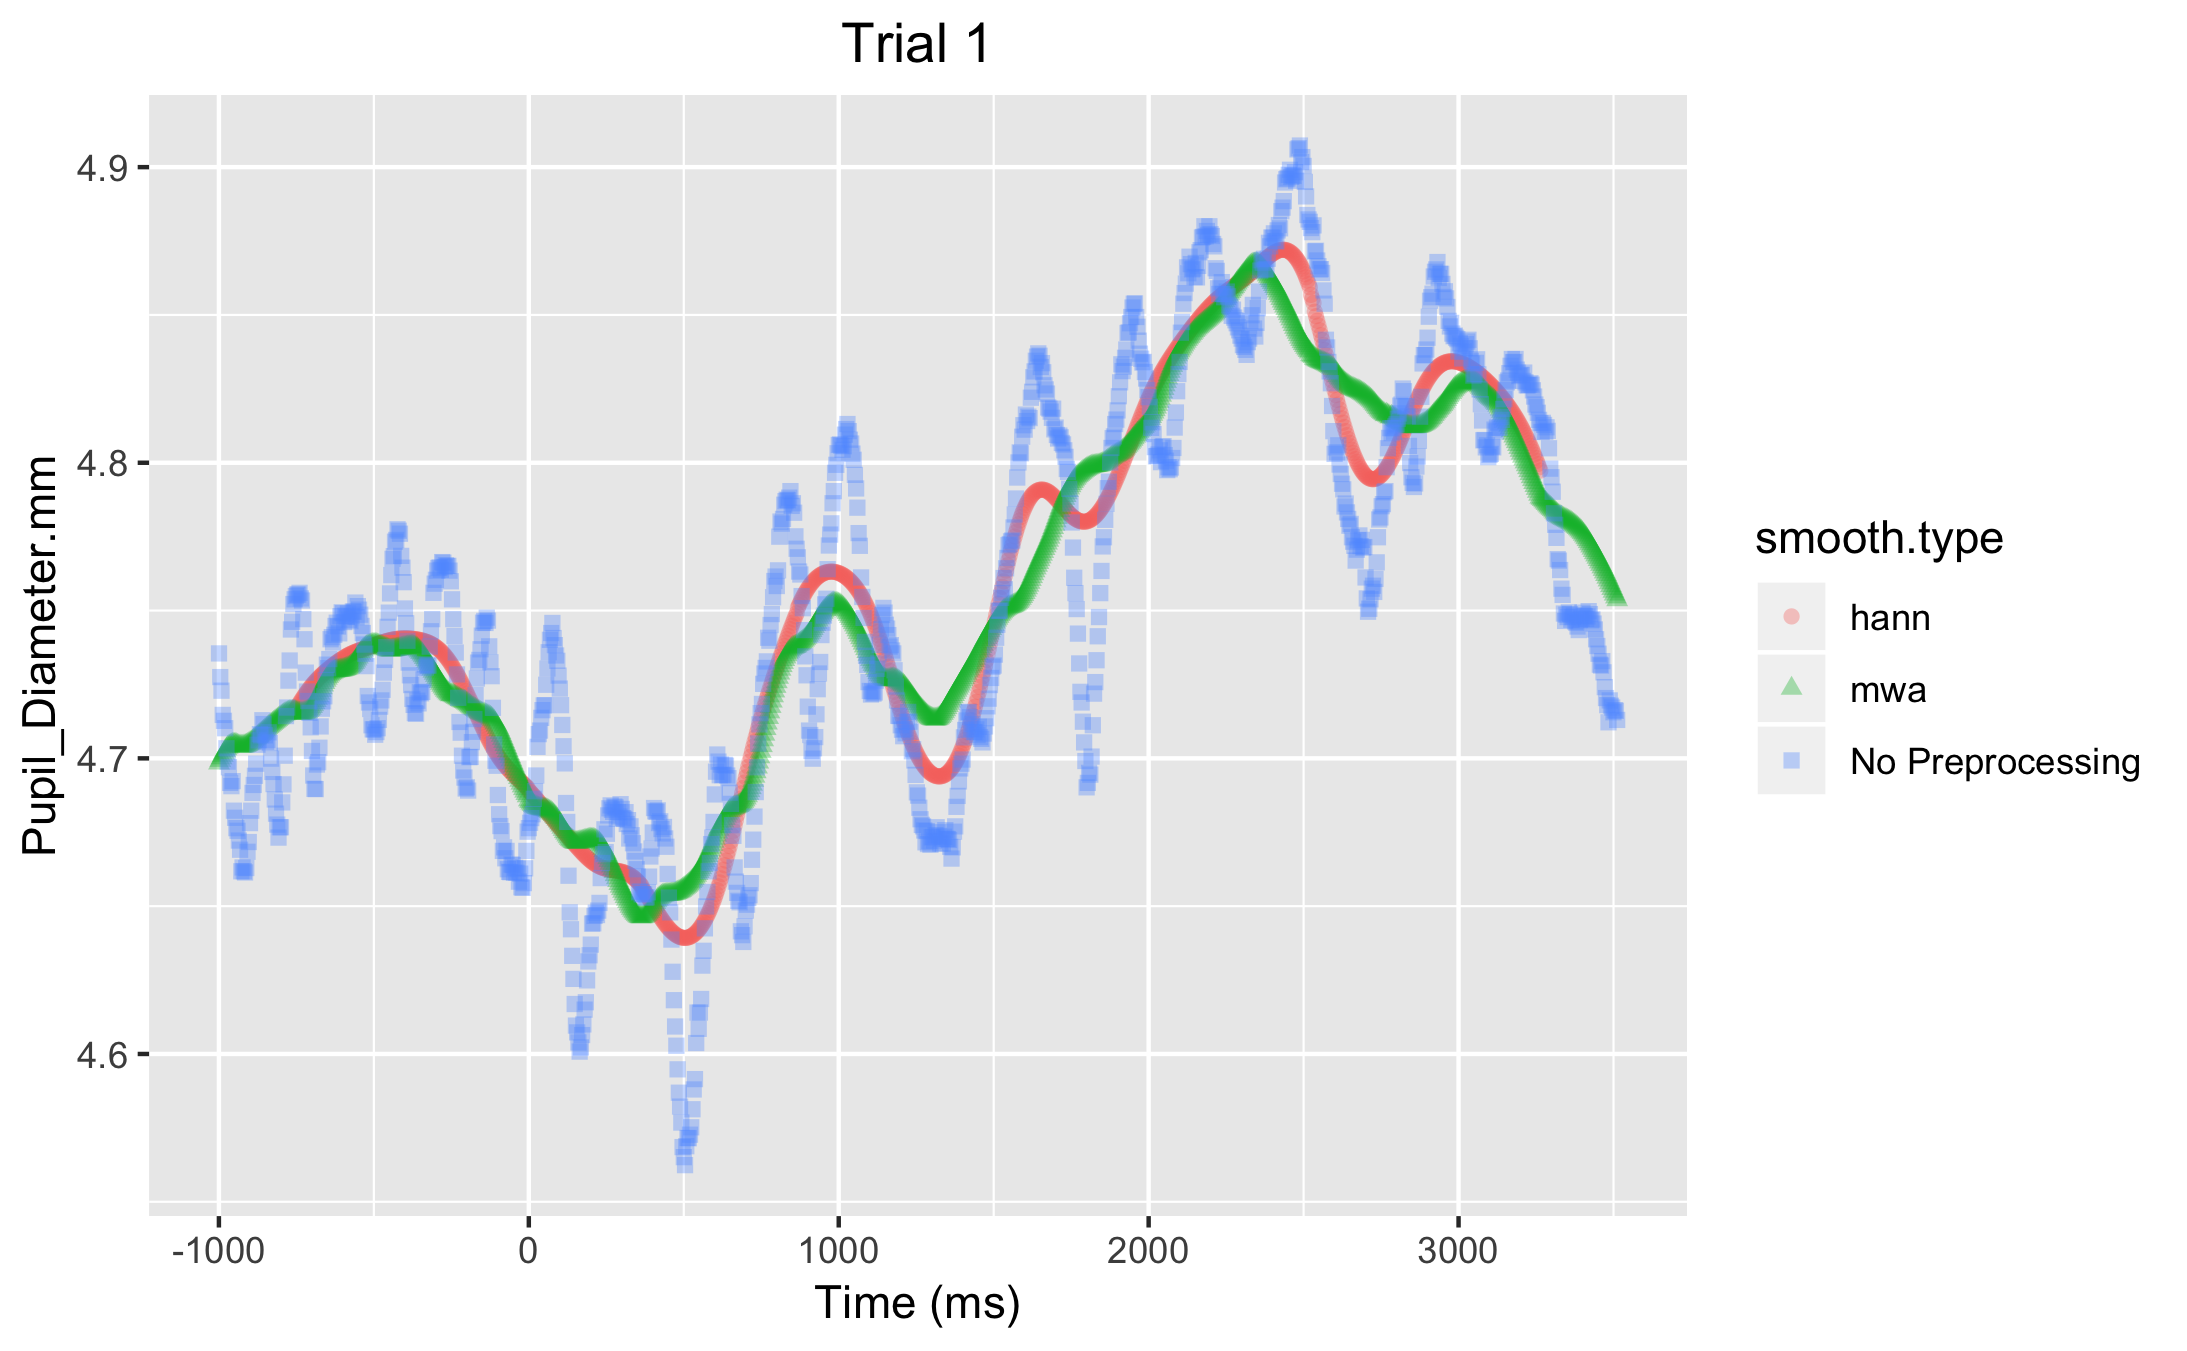 Trial 1
4.9
4.8
4.7
4.6
Pupil_Diameter.mm
-1000
0
1000
2000
3000
Time (ms)
smooth.type
hann
mwa
No Preprocessing